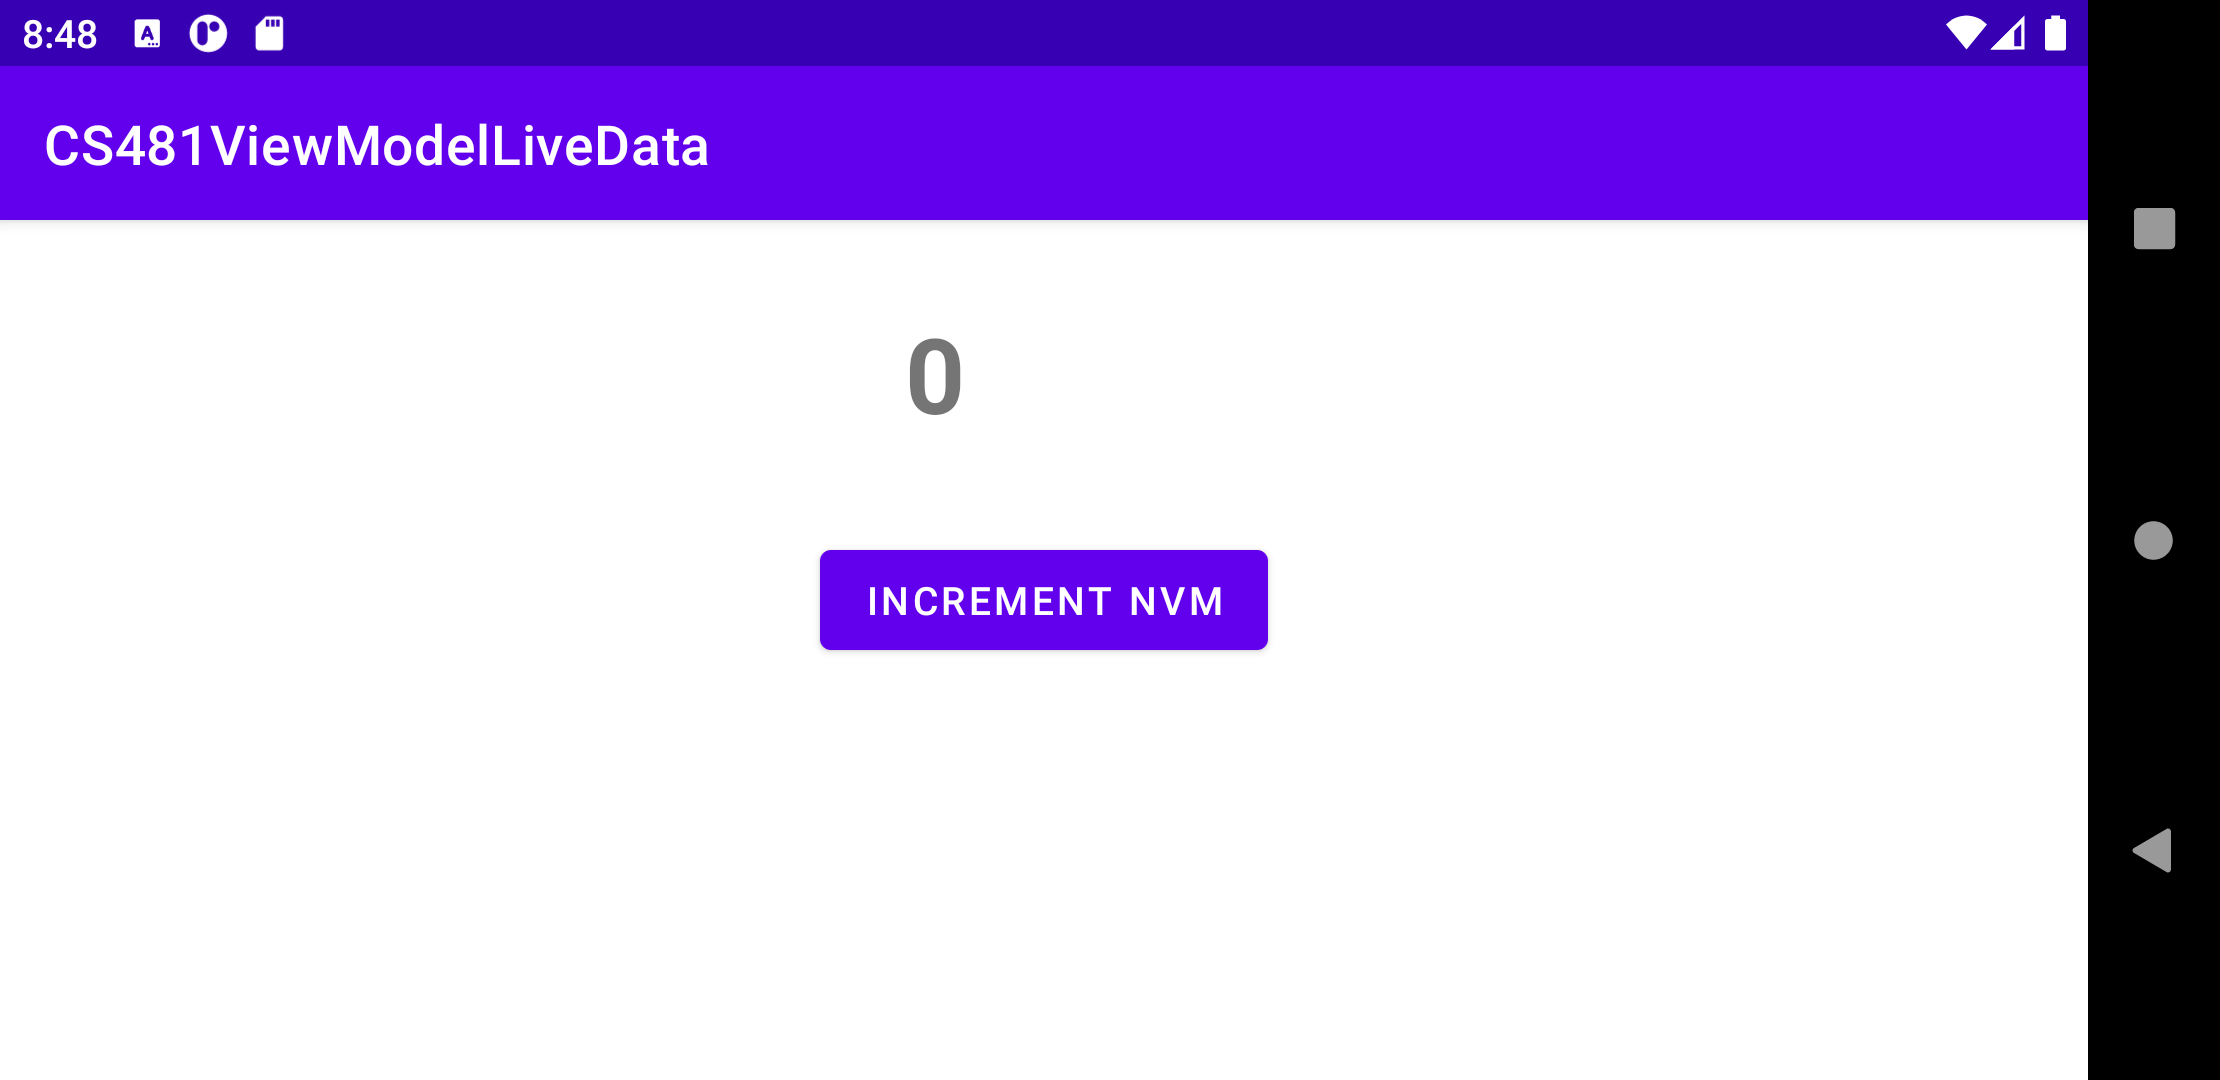 8:48
CS481ViewModelLiveData
0
INCREMENT NVM